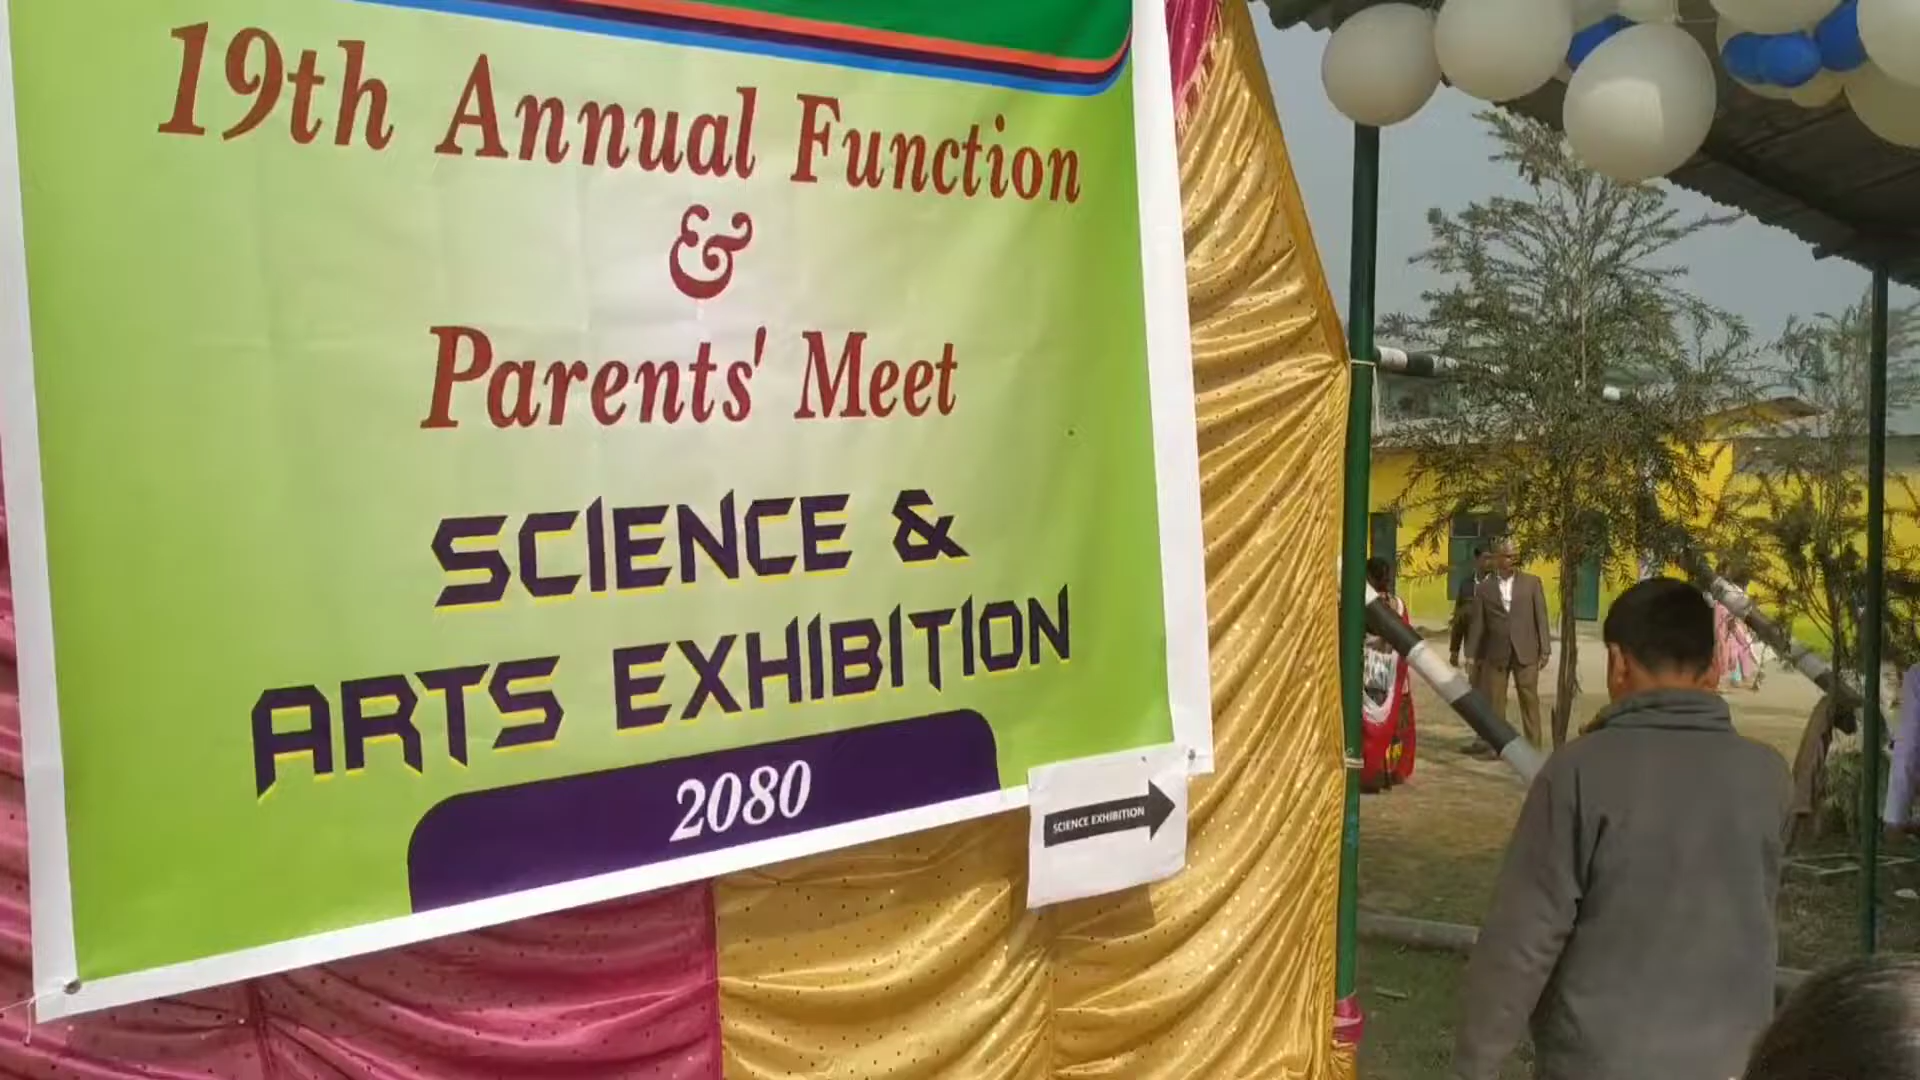 19th Annual Function
&
Parents' Meet
SCIENCE &
ARTS EXHIBITION
2080
SCIENCE EXHIBITION